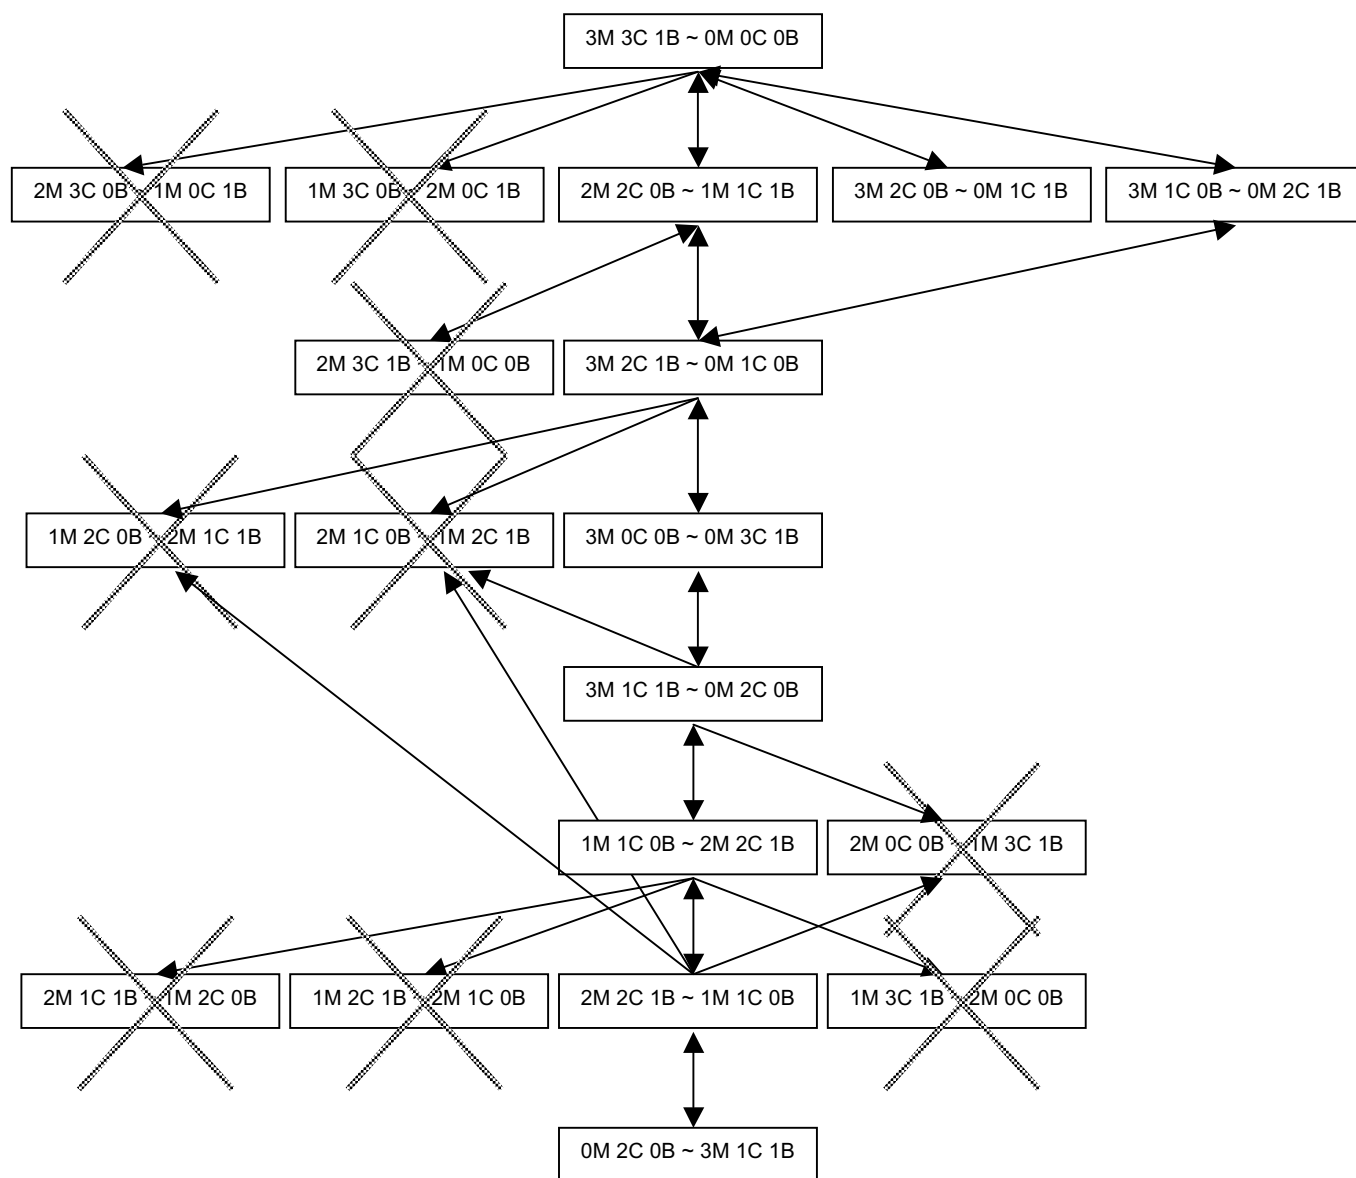 3M 3C 1B ~ 0M 0C 0B
2M 3C 0B ~ 1M 0C 1B
1M 3C 0B ~ 2M 0C 1B
2M 2C 0B ~ 1M 1C 1B
3M 2C 0B ~ 0M 1C 1B
3M 1C 0B ~ 0M 2C 1B
2M 3C 1B ~ 1M 0C 0B
3M 2C 1B ~ 0M 1C 0B
1M 2C 0B ~ 2M 1C 1B
2M 1C 0B ~ 1M 2C 1B
3M 0C 0B ~ 0M 3C 1B
3M 1C 1B ~ 0M 2C 0B
1M 1C 0B ~ 2M 2C 1B
2M 0C 0B ~ 1M 3C 1B
2M 1C 1B ~ 1M 2C 0B
1M 2C 1B ~ 2M 1C 0B
2M 2C 1B ~ 1M 1C 0B
1M 3C 1B ~ 2M 0C 0B
0M 2C 0B ~ 3M 1C 1B